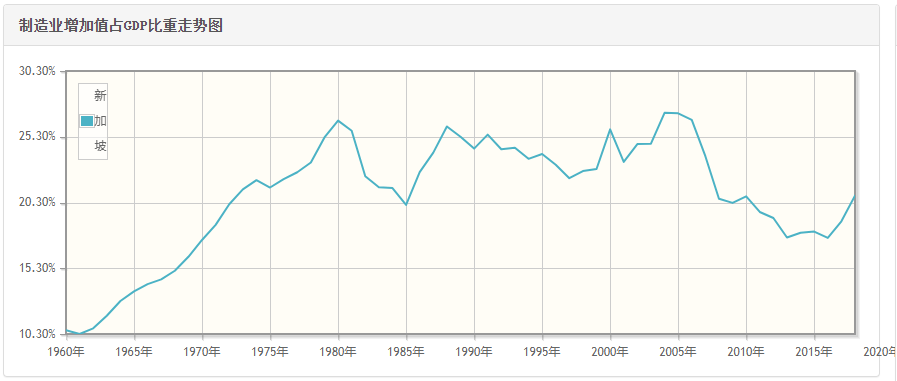 制造业增加值占GDP比重走势图
30.30%
25.30%
20.30%
15.30%
10.30%
新
加
坡
1960年 1965年 1970年 1975年 1980年 1985年 1990年 1995年 2000年 2005年 2010年 2015年 2020年